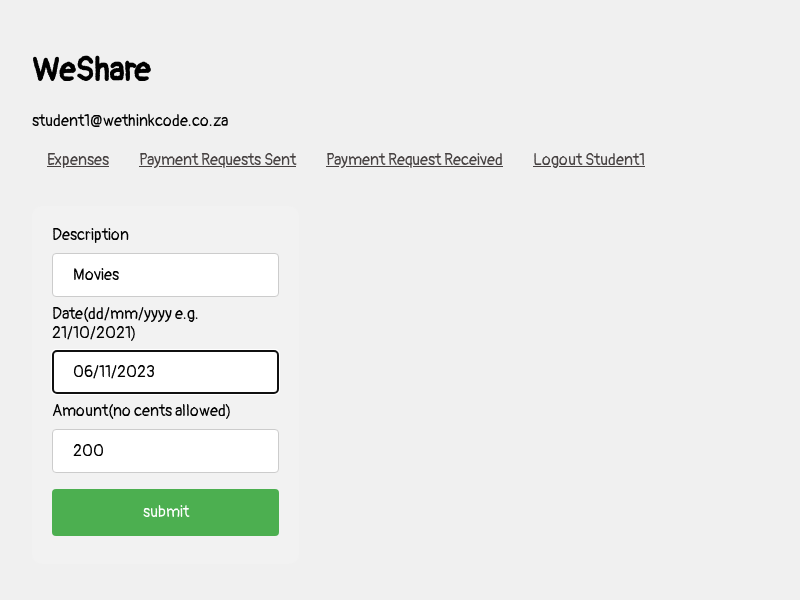 WeShare
student1@wethinkcode.co.za
Expenses Payment Requests Sent Payment Request Received Logout Student1
Description
Movies
Date(dd/mm/yyyy e.g.
21/10/2021)
06/11/2023
Amount(no cents allowed)
200
submit